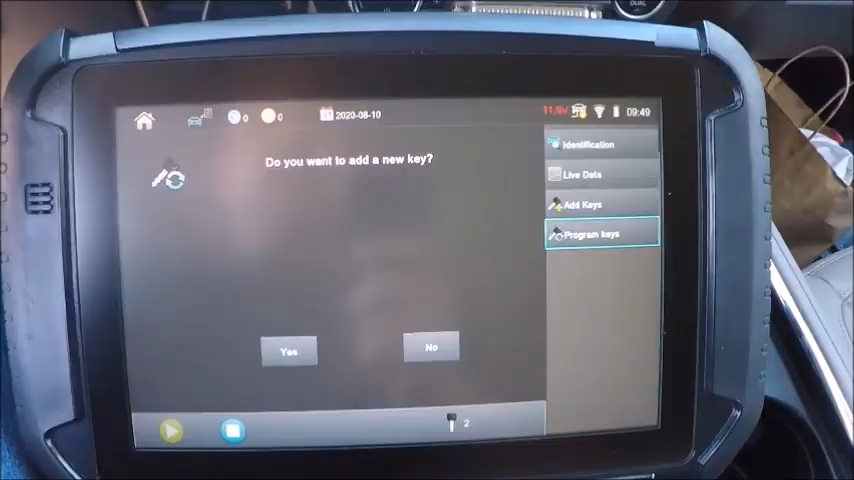 DUAL
0
0
31
2020-08-10
11.9V
09:49
Do you want to add a new key?
Identification
Live Data
Add Keys
Program keys
Yes
No
2